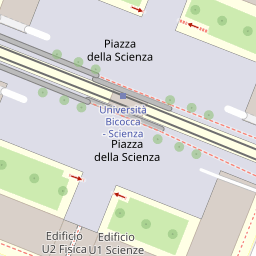 Piazza
della Scienza
Università
Bicocca
- Scienza
Piazza
della Scienza
Edificio
U2 Fisica
Edificio
U1 Scienze